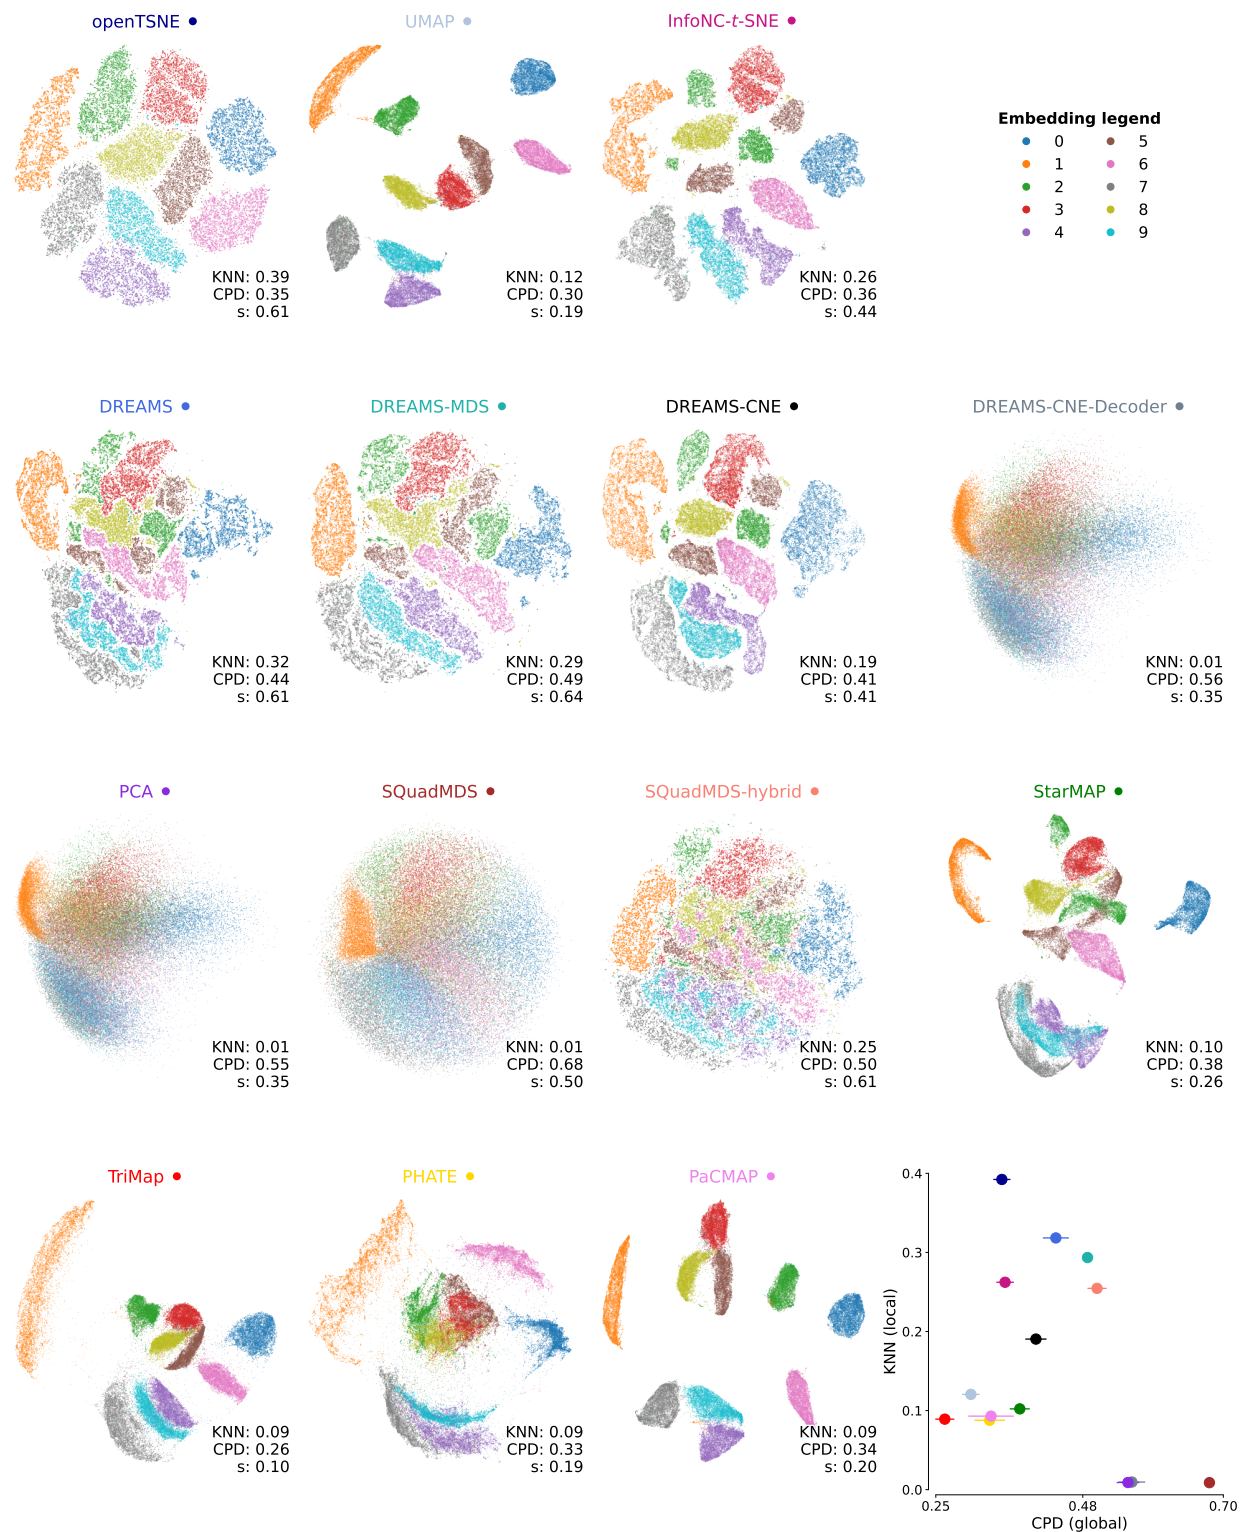 openTSNE
UMAP
InfoNC-t-SNE
Embedding legend
0 5
1 6
2 7
3 8
4 9
KNN: 0.39
CPD: 0.35
s: 0.61
KNN: 0.12
CPD: 0.30
s: 0.19
KNN: 0.26
CPD: 0.36
s: 0.44
DREAMS
DREAMS-MDS
DREAMS-CNE
DREAMS-CNE-Decoder
KNN: 0.32
CPD: 0.44
s: 0.61
KNN: 0.29
CPD: 0.49
s: 0.64
KNN: 0.19
CPD: 0.41
s: 0.41
KNN: 0.01
CPD: 0.56
s: 0.35
PCA
SQuadMDS
SQuadMDS-hybrid
StarMAP
KNN: 0.01
CPD: 0.55
s: 0.35
KNN: 0.01
CPD: 0.68
s: 0.50
KNN: 0.25
CPD: 0.50
s: 0.61
KNN: 0.10
CPD: 0.38
s: 0.26
TriMap
PHATE
PaCMAP
KNN: 0.09
CPD: 0.26
s: 0.10
KNN: 0.09
CPD: 0.33
s: 0.19
KNN: 0.09
CPD: 0.34
s: 0.20
0.4
0.3
0.2
0.1
0.0
KNN (local)
0.25 0.48 0.70
CPD (global)